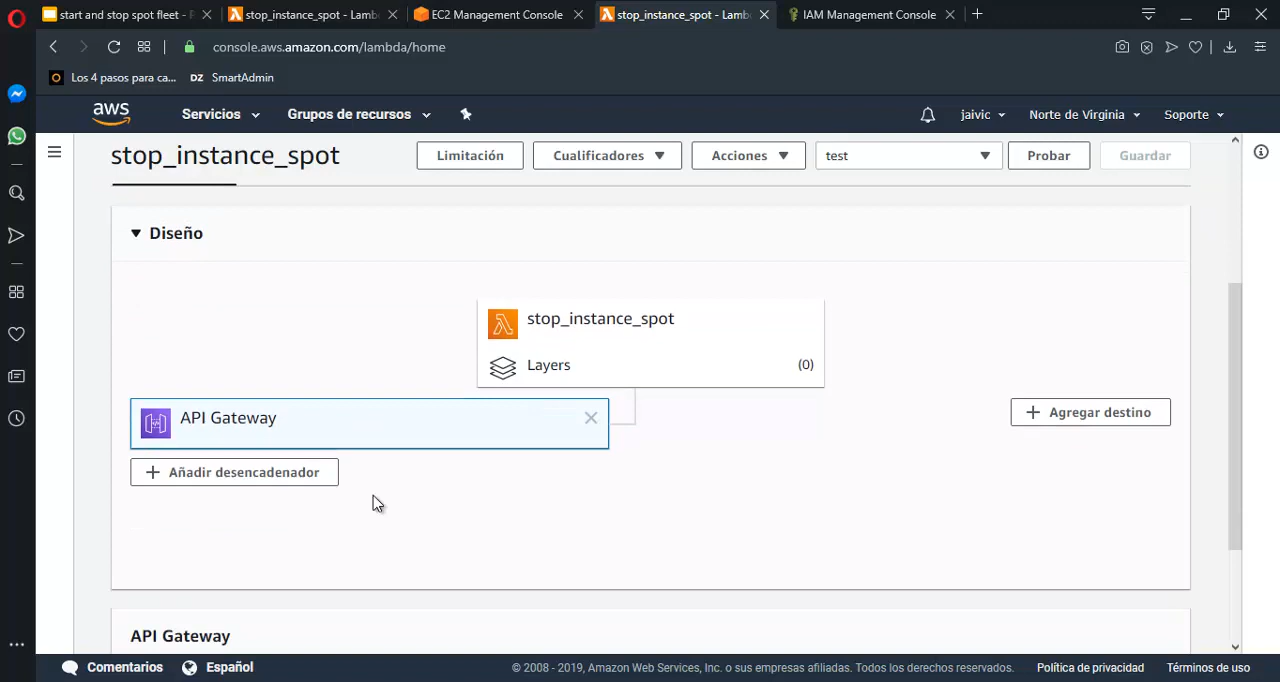 start and stop spot fleet - P
stop_instance_spot - Lamb
EC2 Management Console
stop_instance_spot - Lamb
IAM Management Console
console.aws.amazon.com/lambda/home
Los 4 pasos para ca...
DZ SmartAdmin
aws Servicios Grupos de recursos jaivic Norte de Virginia Soporte
stop_instance_spot Limitación Cualificadores Acciones test Probar Guardar
Diseño
stop_instance_spot
Layers (0)
API Gateway
Agregar destino
Añadir desencadenador
API Gateway
Comentarios Español © 2008 - 2019, Amazon Web Services, Inc. o sus empresas afiliadas. Todos los derechos reservados. Política de privacidad Términos de uso